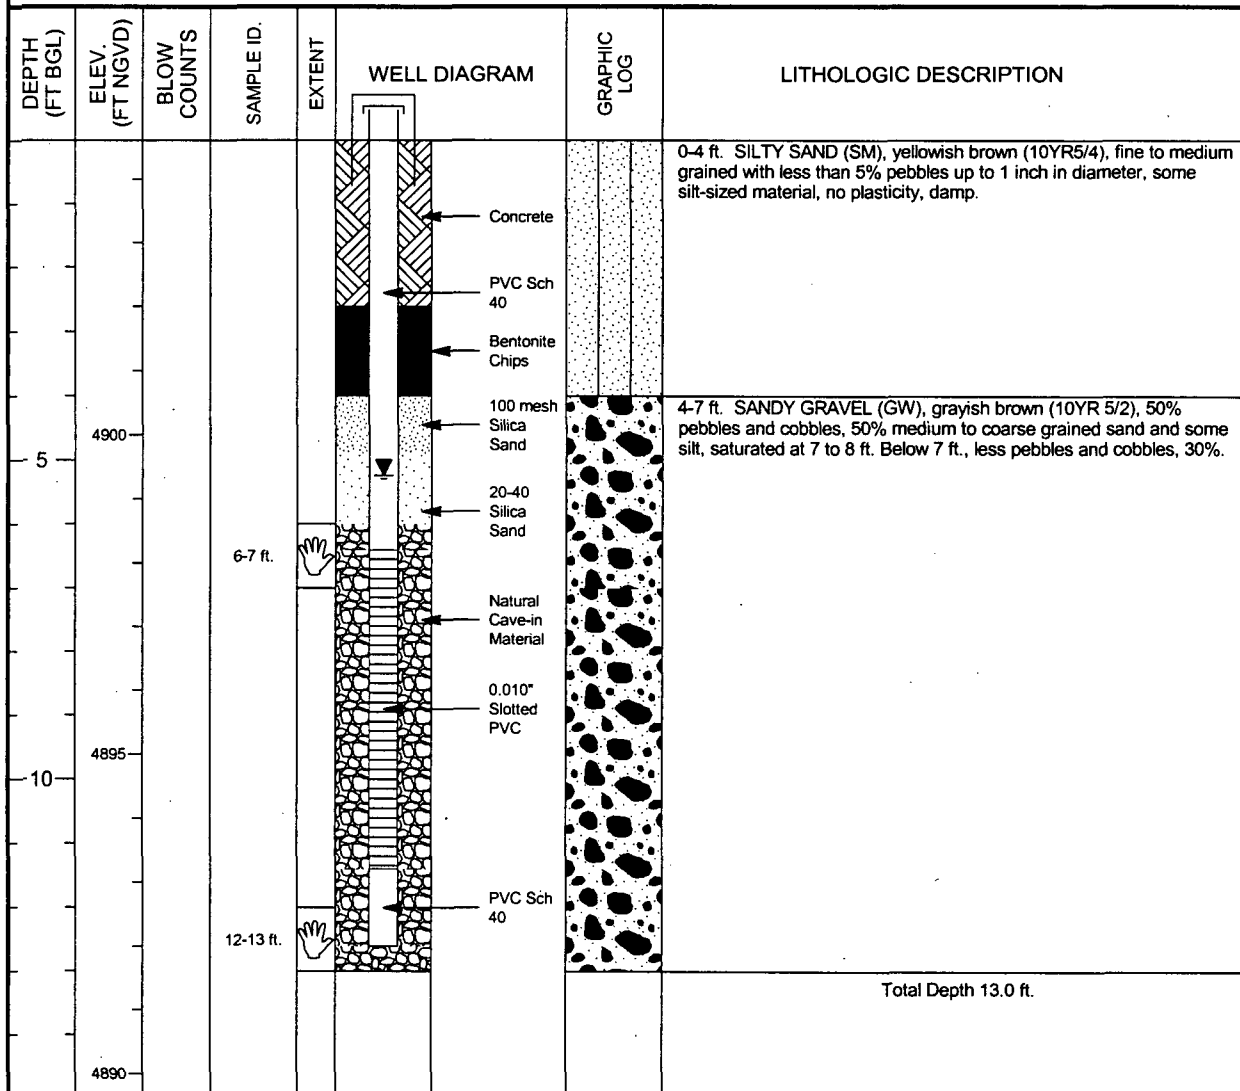 DEPTH
(FT BGL)
ELEV.
(FT NGVD)
BLOW
COUNTS
SAMPLE ID.
EXTENT
WELL DIAGRAM
GRAPHIC
LOG
LITHOLOGIC DESCRIPTION
0-4 ft. SILTY SAND (SM), yellowish brown (10YR5/4), fine to medium
grained with less than 5% pebbles up to 1 inch in diameter, some
silt-sized material, no plasticity, damp.
Concrete
PVC Sch
40
Bentonite
Chips
100 mesh
Silica
Sand
4-7 ft. SANDY GRAVEL (GW), grayish brown (10YR 5/2), 50%
pebbles and cobbles, 50% medium to coarse grained sand and some
silt, saturated at 7 to 8 ft. Below 7 ft., less pebbles and cobbles, 30%.
4900
5
20-40
Silica
Sand
6-7 ft.
Natural
Cave-in
Material
0.010"
Slotted
PVC
4895
10
PVC Sch
40
12-13 ft.
Total Depth 13.0 ft.
4890